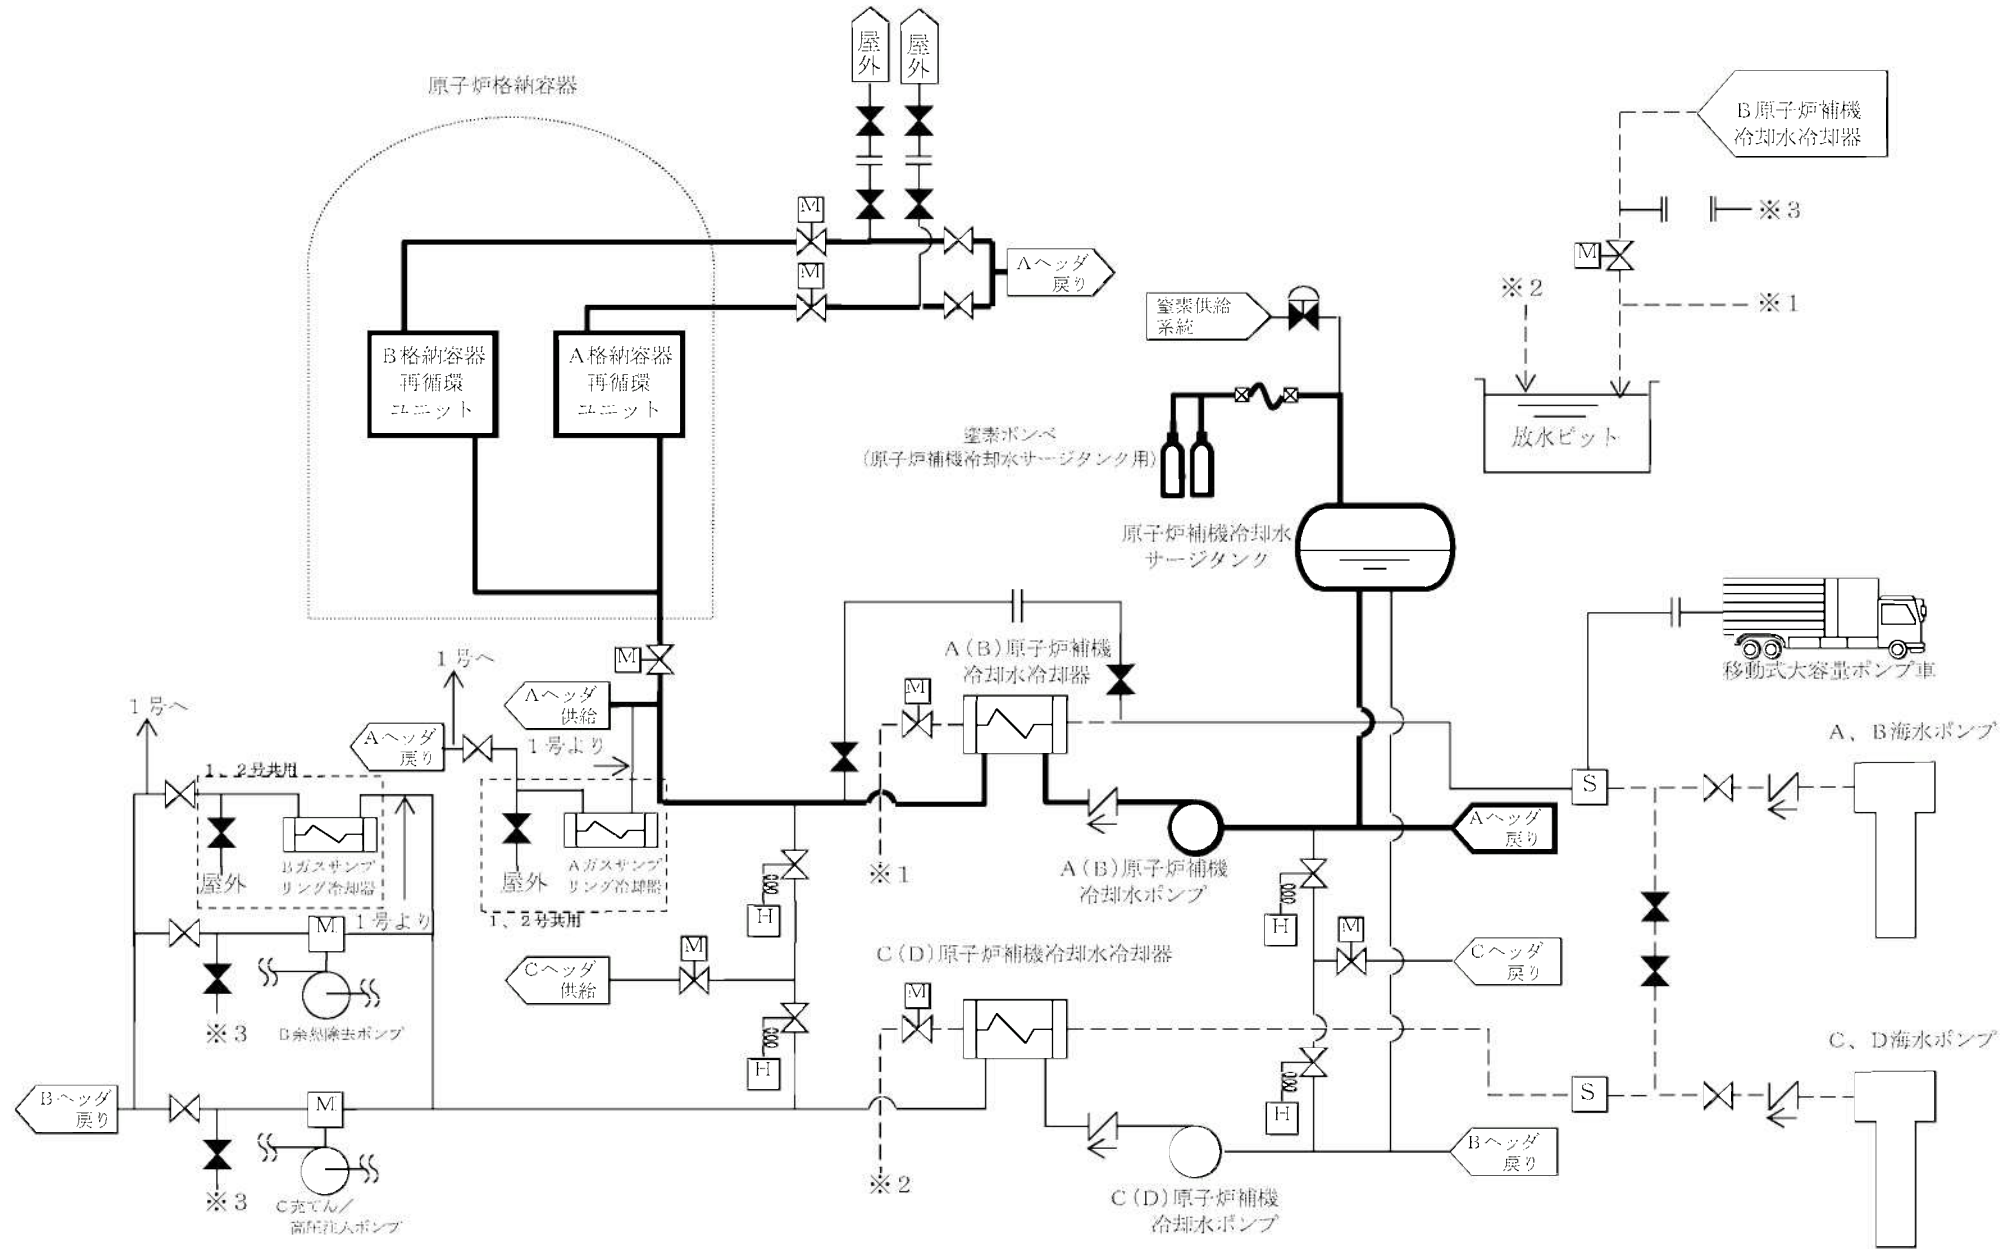 屋外
屋外
原子炉格納容器
B原子炉補機
冷却水冷却器
M
※3
M
M
Aヘッダ
戻り
※2
※1
窒素供給
系統
B格納容器
再循環
ユニット
A格納容器
再循環
ユニット
窒素ボンベ
(原子炉補機冷却水サージタンク用)
放水ピット
原子炉補機冷却水
サージタンク
M
1号へ
A(B)原子炉補機
冷却水冷却器
移動式大容量ポンプ車
1号へ
Aヘッダ
供給
M
Aヘッダ
戻り
1号より
A、B海水ポンプ
1、2号共用
S
Aヘッダ
戻り
Bガスサンプ
リング冷却器
屋外
Aガスサンプ
リング冷却器
屋外
※1
A(B)原子炉補機
冷却水ポンプ
1号より
1、2号共用
H
H
M
M
M
Cヘッダ
供給
C(D)原子炉補機冷却水冷却器
Cヘッダ
戻り
M
※3
B余熱除去ポンプ
H
H
S
C、D海水ポンプ
Bヘッダ
戻り
M
Bヘッダ
戻り
※3
C充てん/
高圧注入ポンプ
※2
C(D)原子炉補機
冷却水ポンプ